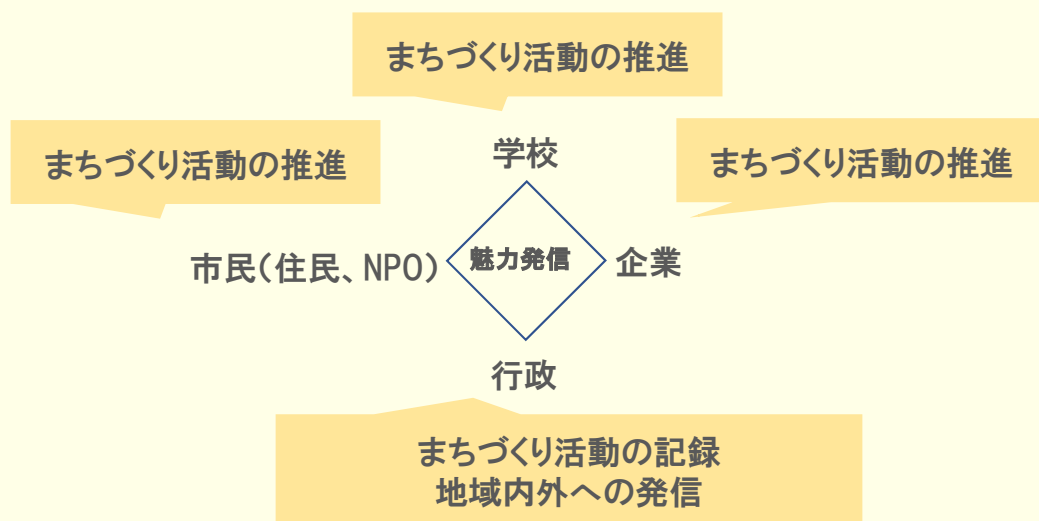 まちづくり活動の推進
まちづくり活動の推進
まちづくり活動の推進
学校
市民(住民、NPO)
魅力発信
企業
行政
まちづくり活動の記録
地域内外への発信